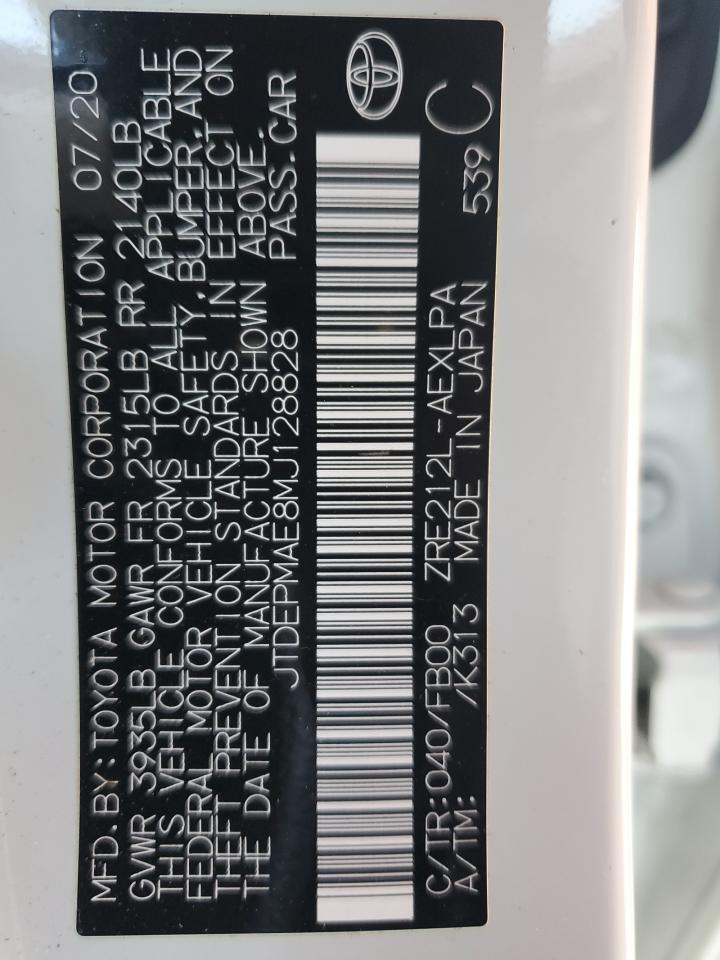 MFD.BY:TOYOTA MOTOR CORPORATION 07/20
GVWR 3935LB GAWR FR 2315LB RR 2140LB
THIS VEHICLE CONFORMS TO ALL APPLICABLE
FEDERAL MOTOR VEHICLE SAFETY,BUMPER,AND
THEFT PREVENTION STANDARDS IN EFFECT ON
THE DATE OF MANUFACTURE SHOWN ABOVE.
JTDEPMAE8MJ128828 PASS.CAR
C/TR:040/FB00 ZRE212L-AEXLPA C
A/TM: /K313 MADE IN JAPAN 539